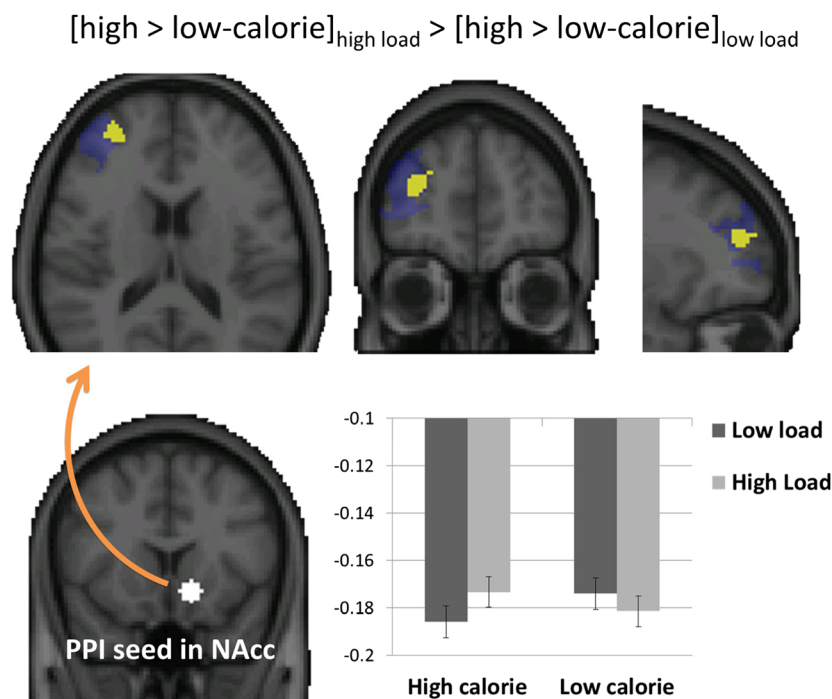 [high > low-calorie]high load > [high > low-calorie]low load
PPI seed in NAcc
-0.1
-0.12
-0.14
-0.16
-0.18
-0.2
High calorie Low calorie
Low load
High Load